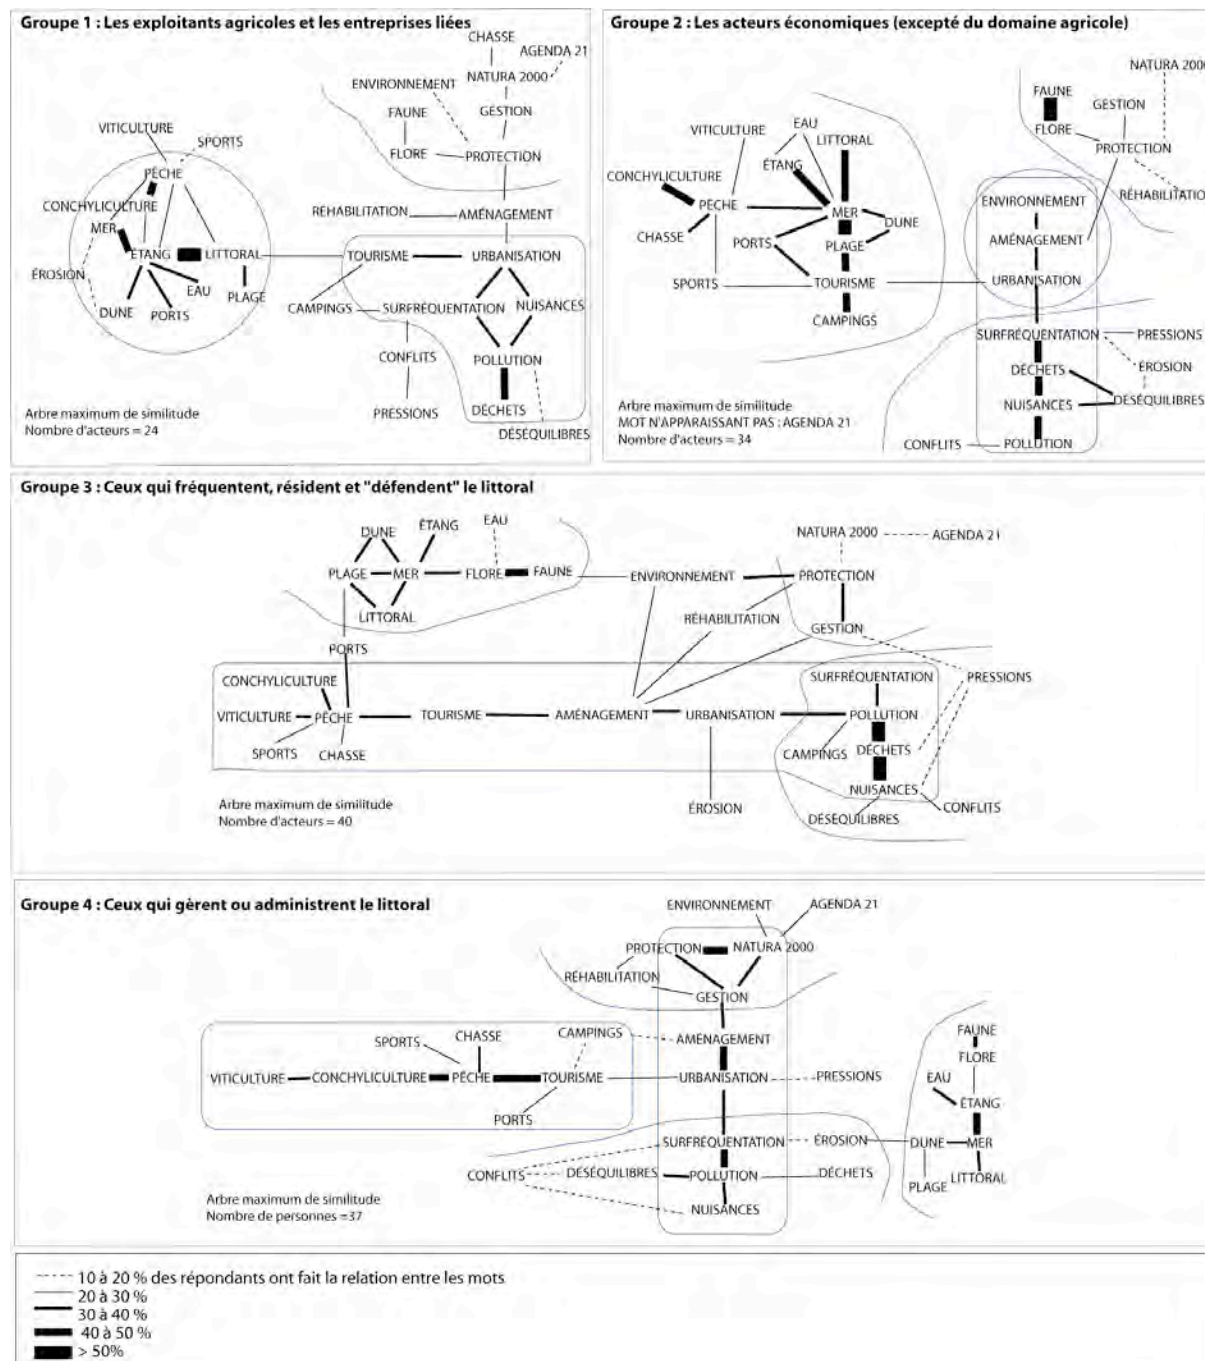 Groupe 1 : Les exploitants agricoles et les entreprises liées
CHASSE
AGENDA 21
ENVIRONNEMENT
NATURA 2000
FAUNE
GESTION
VITICULTURE
SPORTS
FLORE
PROTECTION
PÊCHE
CONCHYLICULTURE
RÉHABILITATION
AMÉNAGEMENT
MER
ÉTANG
LITTORAL
TOURISME
URBANISATION
ÉROSION
EAU
PLAGE
DUNE
PORTS
CAMPINGS
SURFRÉQUENTATION
NUISANCES
CONFLITS
POLLUTION
PRESSIONS
DÉCHETS
DÉSÉQUILIBRES
Arbre maximum de similitude
Nombre d'acteurs = 24
Groupe 2 : Les acteurs économiques (excepté du domaine agricole)
NATURA 2000
FAUNE
GESTION
FLORE
EAU
VITICULTURE
LITTORAL
PROTECTION
ÉTANG
CONCHYLICULTURE
RÉHABILITATION
PÊCHE
MER
ENVIRONNEMENT
DUNE
CHASSE
PORTS
PLAGE
AMÉNAGEMENT
SPORTS
TOURISME
URBANISATION
CAMPINGS
SURFRÉQUENTATION
PRESSIONS
DÉCHETS
ÉROSION
NUISANCES
DÉSÉQUILIBRES
CONFLITS
POLLUTION
Arbre maximum de similitude
MOT N'APPARAISSANT PAS : AGENDA 21
Nombre d'acteurs = 34
Groupe 3 : Ceux qui fréquentent, résident et "défendent" le littoral
DUNE
ÉTANG
EAU
NATURA 2000
AGENDA 21
PLAGE
MER
FLORE
FAUNE
ENVIRONNEMENT
PROTECTION
LITTORAL
RÉHABILITATION
GESTION
PORTS
CONCHYLICULTURE
SURFRÉQUENTATION
PRESSIONS
VITICULTURE
PÊCHE
TOURISME
AMÉNAGEMENT
URBANISATION
POLLUTION
SPORTS
CHASSE
CAMPINGS
DÉCHETS
NUISANCES
ÉROSION
DÉSÉQUILIBRES
CONFLITS
Arbre maximum de similitude
Nombre d'acteurs = 40
Groupe 4 : Ceux qui gèrent ou administrent le littoral
ENVIRONNEMENT
AGENDA 21
PROTECTION
NATURA 2000
RÉHABILITATION
GESTION
SPORTS
CHASSE
CAMPINGS
AMÉNAGEMENT
FAUNE
FLORE
VITICULTURE
CONCHYLICULTURE
PÊCHE
TOURISME
URBANISATION
PRESSIONS
EAU
ÉTANG
PORTS
SURFRÉQUENTATION
ÉROSION
DUNE
MER
CONFLITS
DÉSÉQUILIBRES
POLLUTION
DÉCHETS
PLAGE
LITTORAL
NUISANCES
Arbre maximum de similitude
Nombre de personnes =37
10 à 20 % des répondants ont fait la relation entre les mots
20 à 30 %
30 à 40 %
40 à 50 %
> 50%